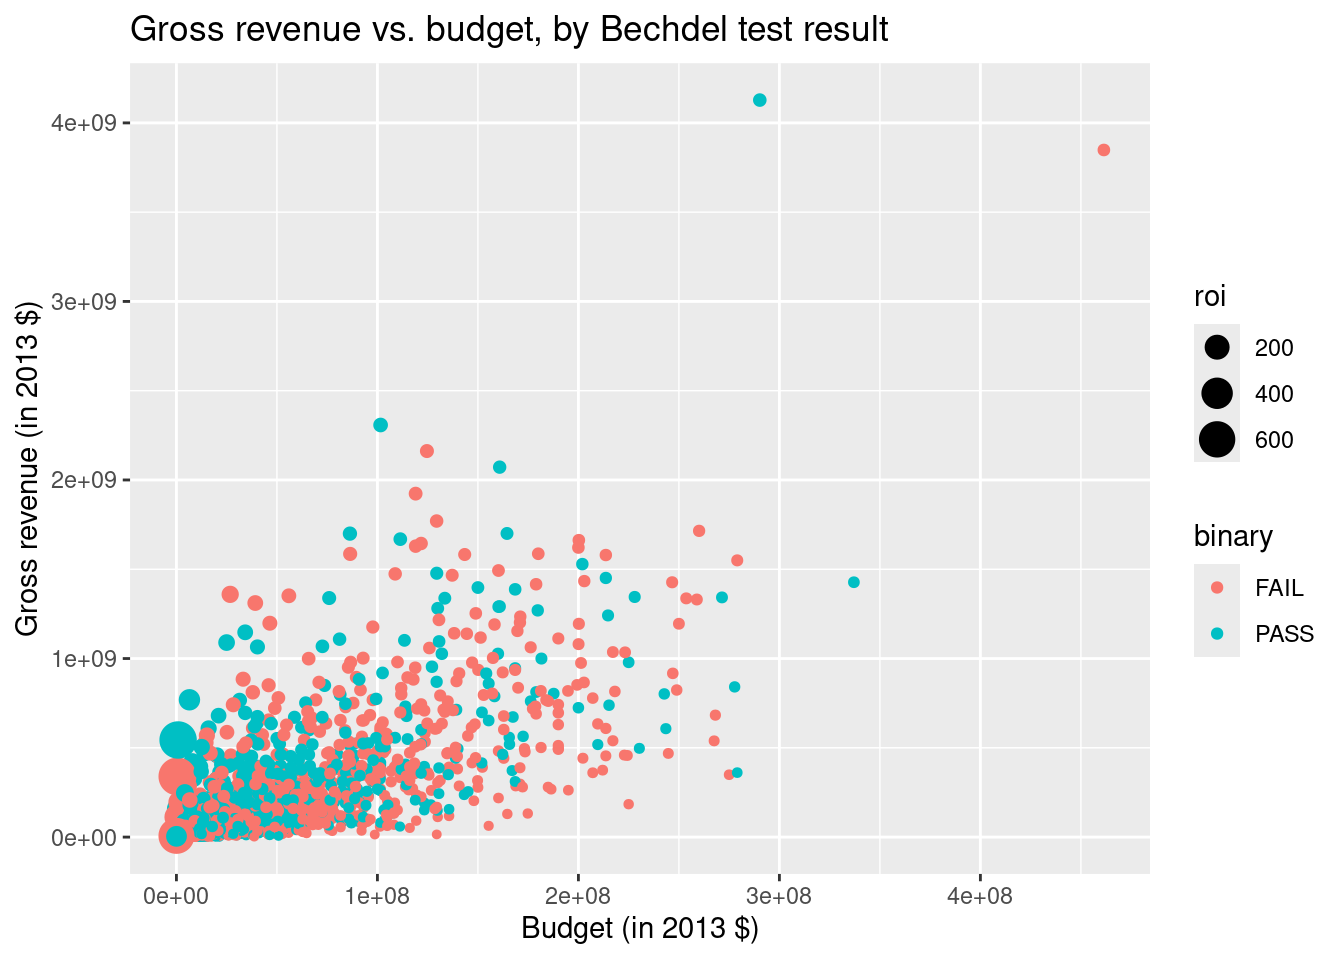 Gross revenue vs. budget, by Bechdel test result
Gross revenue (in 2013 $)
4e+09
3e+09
2e+09
1e+09
0e+00
0e+00 1e+08 2e+08 3e+08 4e+08
Budget (in 2013 $)
roi
200
400
600
binary
FAIL
PASS